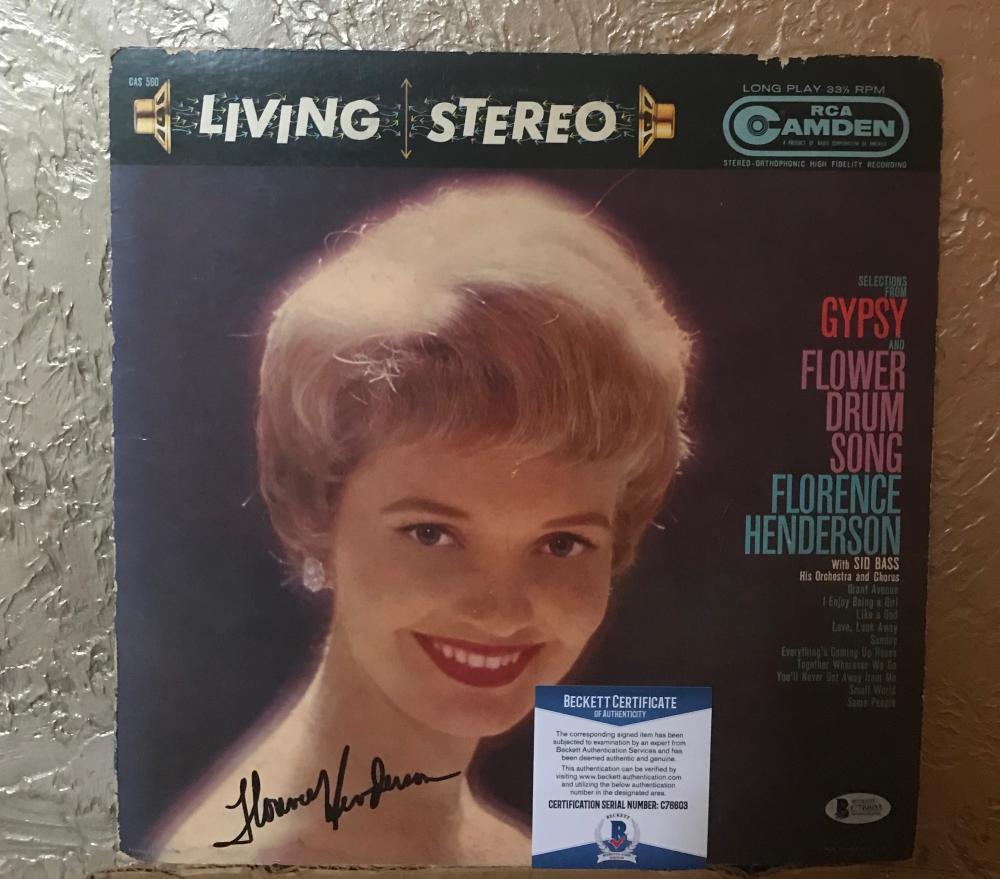 CAS 560
LIVING STEREO
LONG PLAY 33⅓ RPM
RCA
CAMDEN
A PRODUCT OF RADIO CORPORATION OF AMERICA
STEREO-ORTHOPHONIC HIGH FIDELITY RECORDING
SELECTIONS
FROM
GYPSY
AND
FLOWER
DRUM
SONG
FLORENCE
HENDERSON
With SID BASS
His Orchestra and Chorus
Grant Avenue
I Enjoy Being a Girl
Like a God
Love, Look Away
Sunday
Everything's Coming Up Roses
Together Wherever We Go
You'll Never Get Away from Me
Small World
Some People
Florence Henderson
BECKETT CERTIFICATE
OF AUTHENTICITY
The corresponding signed item has been
subjected to examination by an expert from
Beckett Authentication Services and has
been deemed authentic and genuine.
This authentication can be verified by
visiting www.beckett-authentication.com
and utilizing the below authentication
number in the designated area.
CERTIFICATION SERIAL NUMBER: C76603
BECKETT
B
BECKETT
C76603